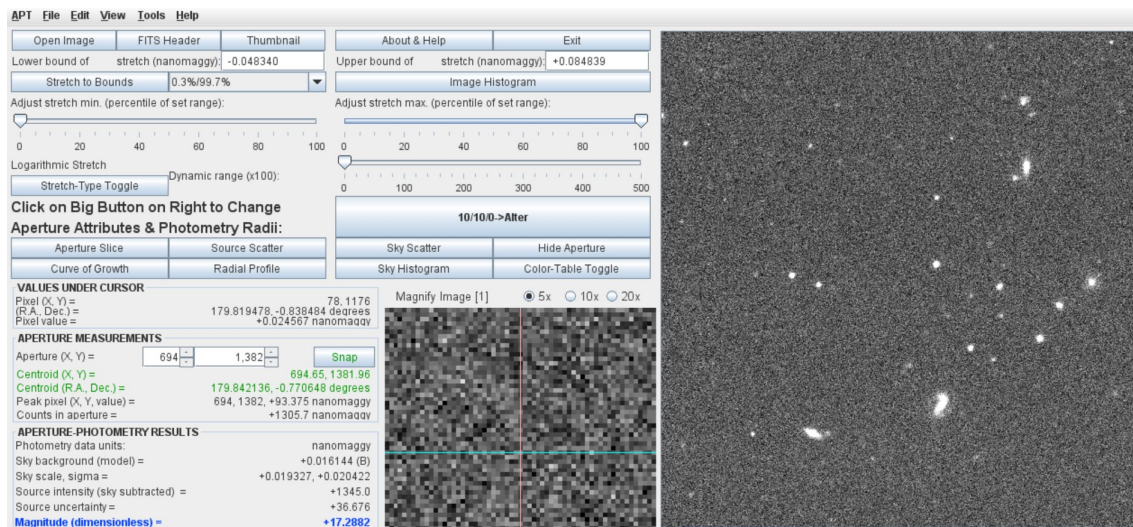 APT File Edit View Tools Help
Open Image FITS Header Thumbnail About & Help Exit
Lower bound of stretch (nanomaggy): -0.048340 Upper bound of stretch (nanomaggy): +0.084839
Stretch to Bounds 0.3%/99.7% Image Histogram
Adjust stretch min. (percentile of set range): Adjust stretch max. (percentile of set range):
0 20 40 60 80 100 0 20 40 60 80 100
Logarithmic Stretch
Stretch-Type Toggle Dynamic range (x100): 0 100 200 300 400 500
Click on Big Button on Right to Change
Aperture Attributes & Photometry Radii:
10/10/0->Alter
Aperture Slice Source Scatter Sky Scatter Hide Aperture
Curve of Growth Radial Profile Sky Histogram Color-Table Toggle
VALUES UNDER CURSOR
Pixel (X, Y) = 78, 1176
(R.A., Dec.) = 179.819478, -0.838484 degrees
Pixel value = +0.024567 nanomaggy
Magnify Image [1] 5x 10x 20x
APERTURE MEASUREMENTS
Aperture (X, Y) = 694 1,382 Snap
Centroid (X, Y) = 694.65, 1381.96
Centroid (R.A., Dec.) = 179.842136, -0.770648 degrees
Peak pixel (X, Y, value) = 694, 1382, +93.375 nanomaggy
Counts in aperture = +1305.7 nanomaggy
APERTURE-PHOTOMETRY RESULTS
Photometry data units: nanomaggy
Sky background (model) = +0.016144 (B)
Sky scale, sigma = +0.019327, +0.020422
Source intensity (sky subtracted) = +1345.0
Source uncertainty = +36.676
Magnitude (dimensionless) = +17.2882